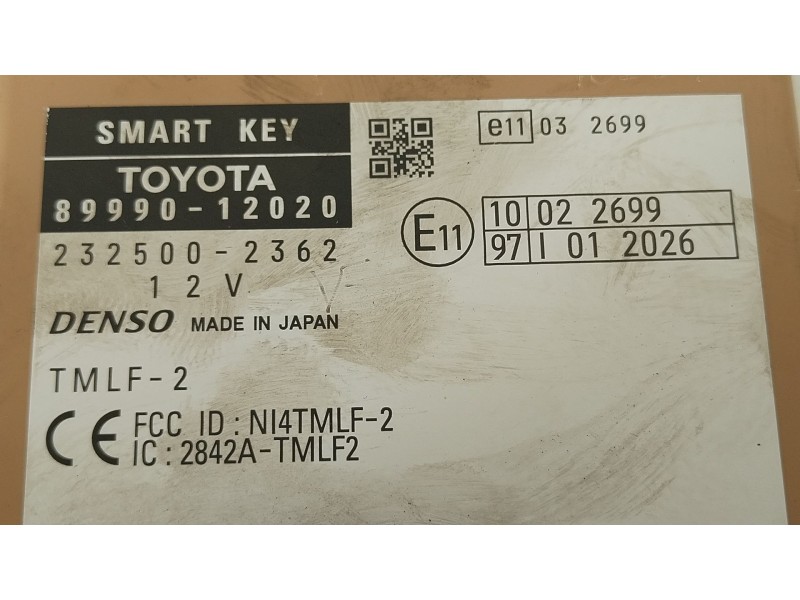 SMART KEY
TOYOTA
89990-12020
232500-2362
12V
DENSO MADE IN JAPAN
TMLF-2
CE FCC ID : NI4TMLF-2
IC : 2842A-TMLF2
e11 03 2699
E11 10 02 2699
97 I 01 2026